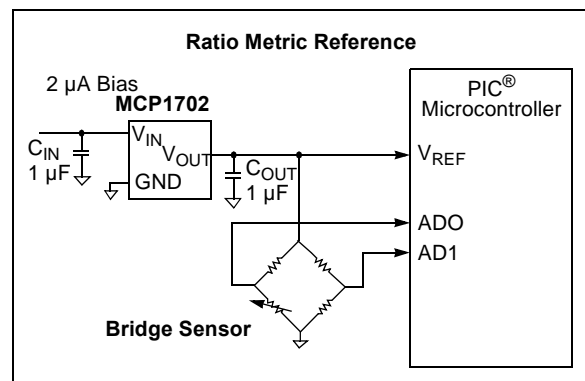 Ratio Metric Reference
2 µA Bias
MCP1702
PIC®
Microcontroller
VIN
VOUT
GND
CIN
1 µF
COUT
1 µF
VREF
ADO
AD1
Bridge Sensor